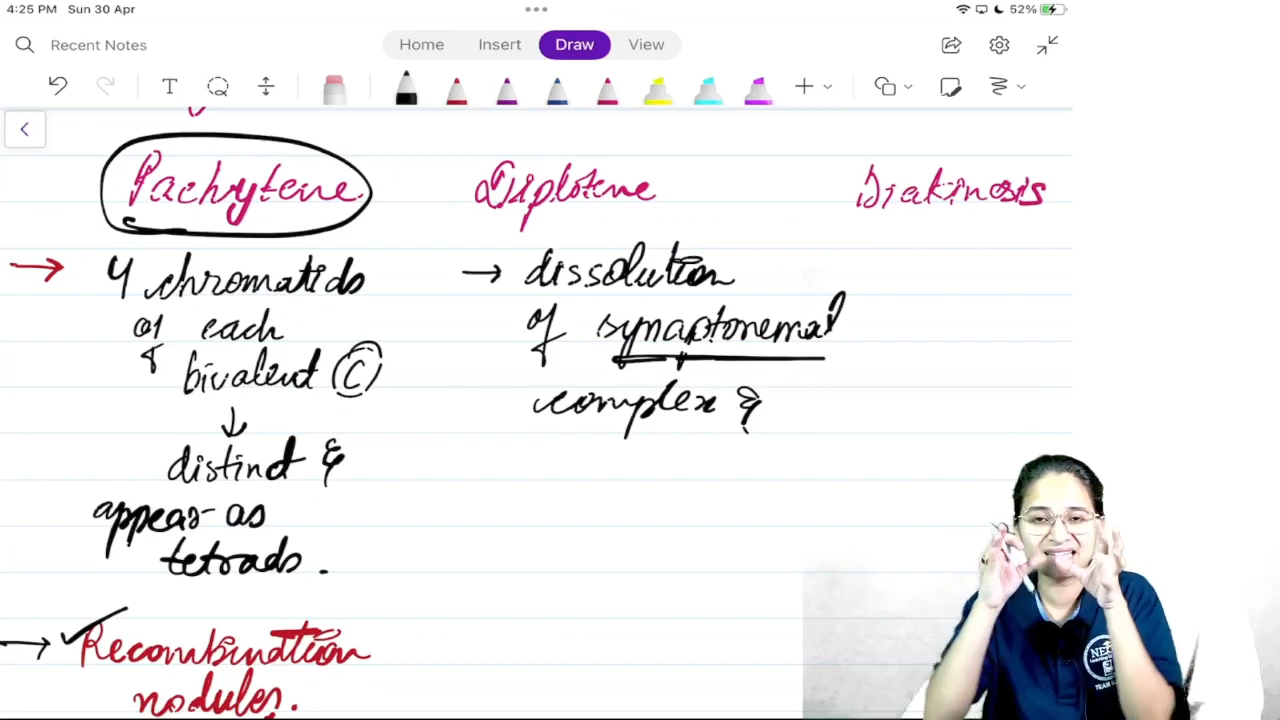 4:25 PM Sun 30 Apr
52%
Recent Notes
Home Insert Draw View
T
Pachytene Diplotene Diakinesis
→ 4 chromatids
of each
bivalent (C)
↓
distinct &
appear as
tetrads.
→ ✓ Recombination
nodules.
→ dissolution
of synaptonemal
complex &
TEAM